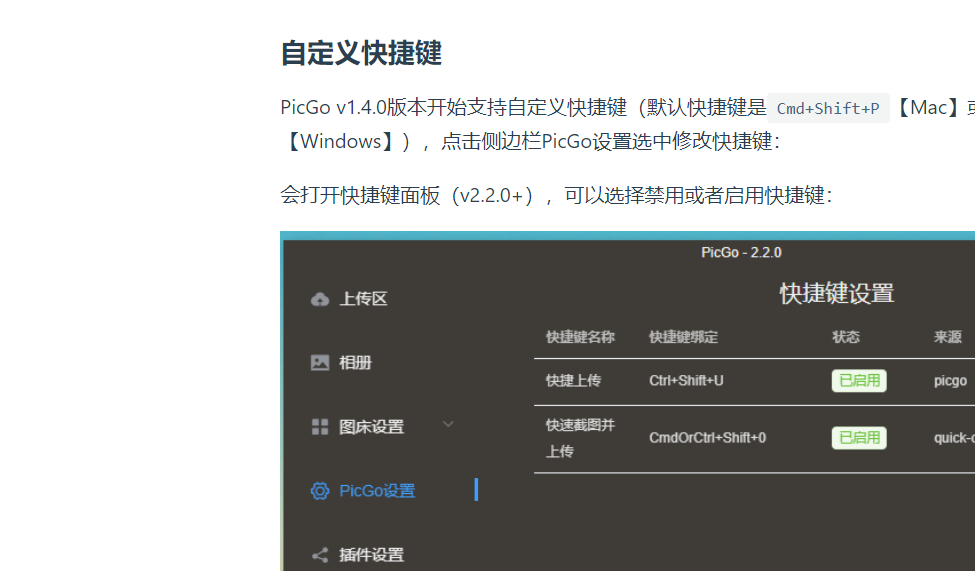 自定义快捷键
PicGo v1.4.0版本开始支持自定义快捷键（默认快捷键是 Cmd+Shift+P 【Mac】或
【Windows】），点击侧边栏PicGo设置选中修改快捷键：
会打开快捷键面板（v2.2.0+），可以选择禁用或者启用快捷键：
PicGo - 2.2.0
上传区
相册
图床设置
PicGo设置
插件设置
快捷键设置
快捷键名称 快捷键绑定 状态 来源
快捷上传 Ctrl+Shift+U 已启用 picgo
快速截图并
上传 CmdOrCtrl+Shift+0 已启用 quick-